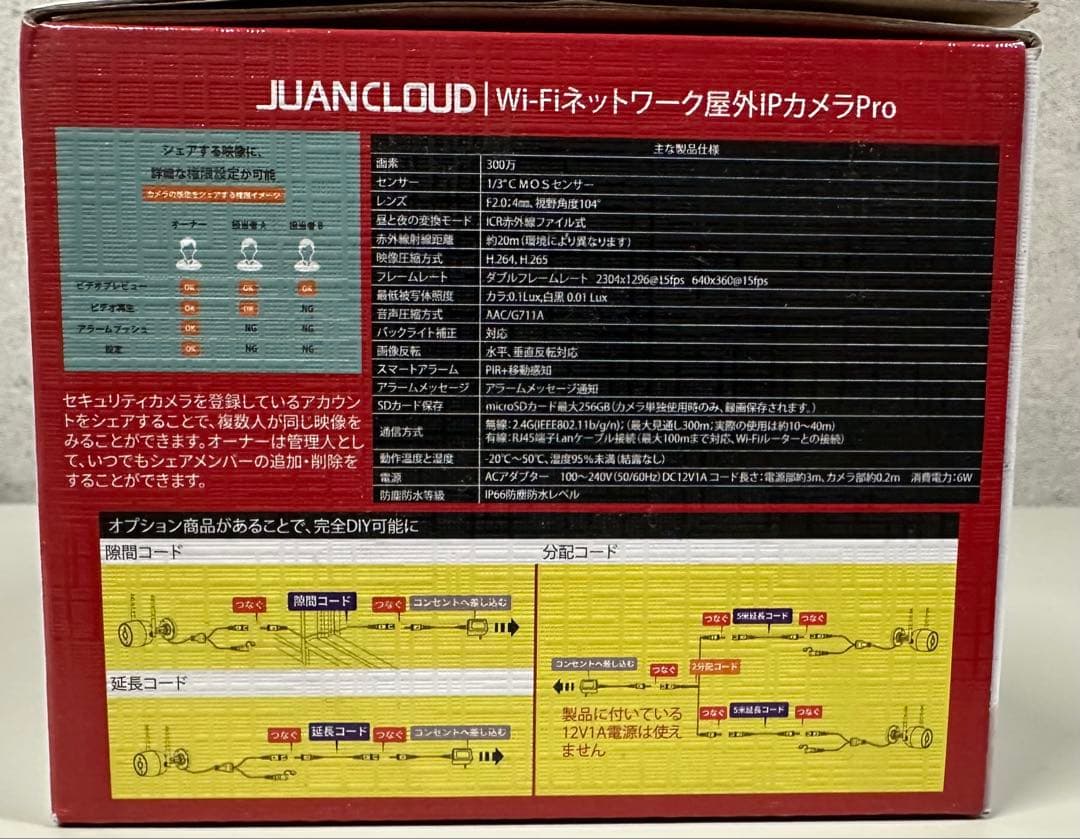 JUANCLOUD | Wi-Fiネットワーク屋外IPカメラPro
シェアする映像に、
詳細な権限設定が可能
カメラの映像をシェアする権限イメージ
オーナー 担当者A 担当者B
ビデオプレビュー OK OK OK
ビデオ再生 OK OK NG
アラームプッシュ OK NG NG
設定 OK NG NG
セキュリティカメラを登録しているアカウン
トをシェアすることで、複数人が同じ映像を
みることができます。オーナーは管理人とし
て、いつでもシェアメンバーの追加・削除を
することができます。
主な製品仕様
画素 300万
センサー 1/3"CMOSセンサー
レンズ F2.0;4mm、視野角度104°
昼と夜の変換モード ICR赤外線ファイル式
赤外線射線距離 約20m(環境により異なります)
映像圧縮方式 H.264, H.265
フレームレート ダブルフレームレート 2304x1296@15fps 640x360@15fps
最低被写体照度 カラ:0.1Lux,白黒 0.01 Lux
音声圧縮方式 AAC/G711A
バックライト補正 対応
画像反転 水平、垂直反転対応
スマートアラーム PIR+移動感知
アラームメッセージ アラームメッセージ通知
SDカード保存 microSDカード最大256GB(カメラ単独使用時のみ、録画保存されます。)
通信方式 無線:2.4G(IEEE802.11b/g/n);(最大見通し300m;実際の使用は約10〜40m)
有線:RJ45端子Lanケーブル接続(最大100mまで対応、Wi-Fiルーターとの接続)
動作温度と湿度 -20℃〜50℃、湿度95%未満(結露なし)
電源 ACアダプター 100〜240V(50/60Hz) DC12V1A コード長さ:電源部約3m、カメラ部約0.2m 消費電力:6W
防塵防水等級 IP66防塵防水レベル
オプション商品があることで、完全DIY可能に
隙間コード
つなぐ 隙間コード つなぐ コンセントへ差し込む
延長コード
つなぐ 延長コード つなぐ コンセントへ差し込む
分配コード
つなぐ 5米延長コード つなぐ
コンセントへ差し込む つなぐ 2分配コード
つなぐ 5米延長コード つなぐ
製品に付いている
12V1A電源は使え
ません